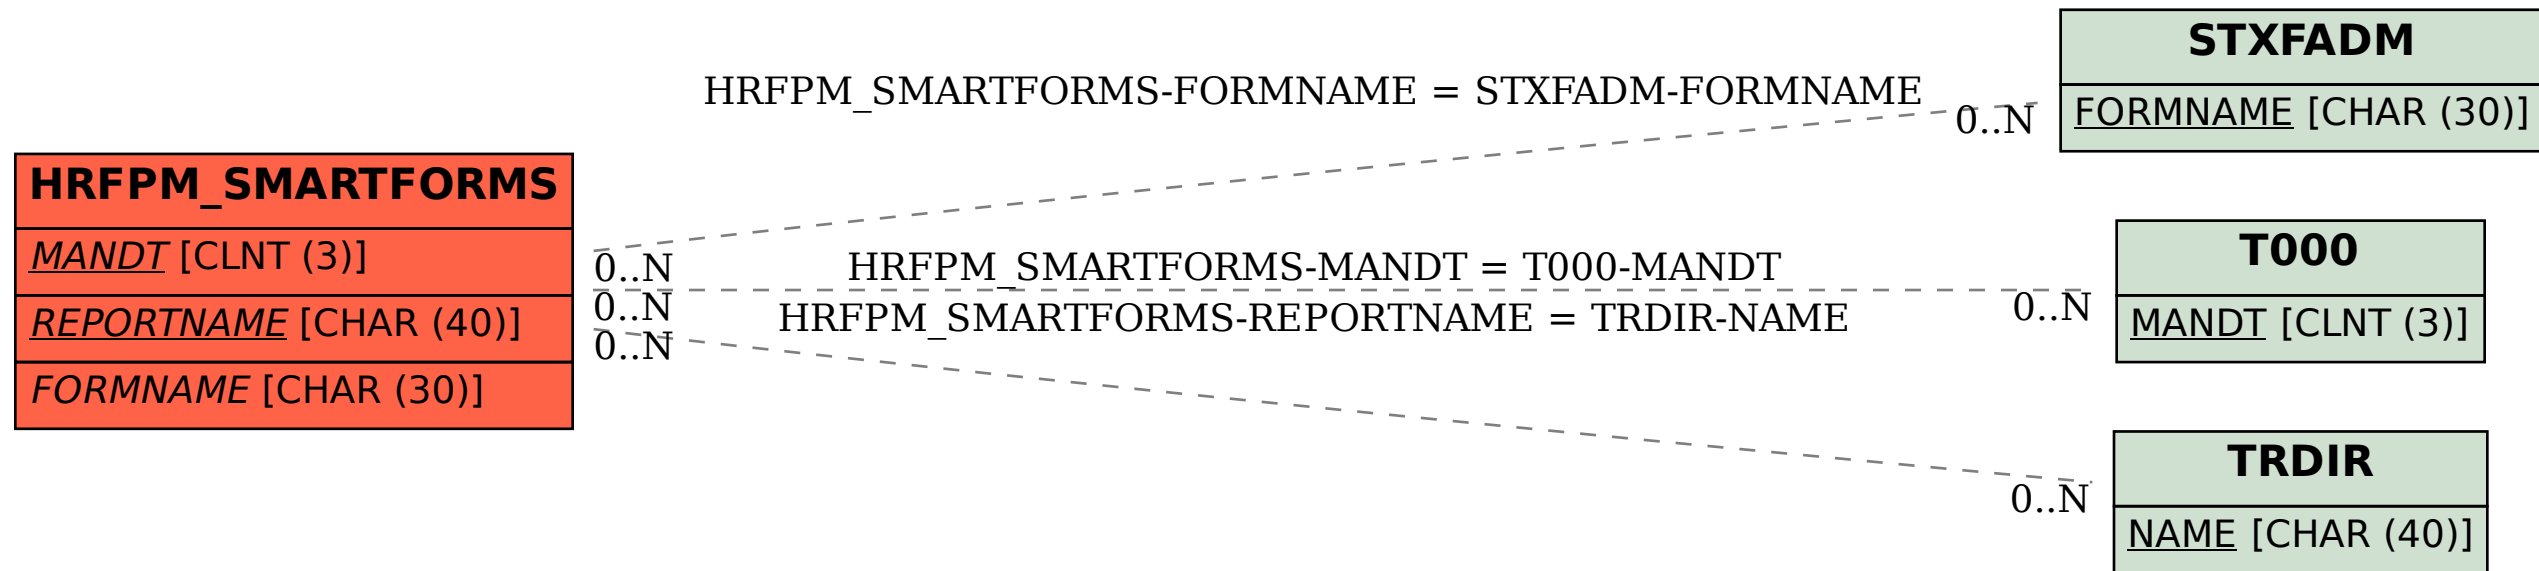 HRFPM_SMARTFORMS
MANDT [CLNT (3)]
REPORTNAME [CHAR (40)]
FORMNAME [CHAR (30)]
HRFPM_SMARTFORMS-FORMNAME = STXFADM-FORMNAME
0..N
0..N
HRFPM_SMARTFORMS-MANDT = T000-MANDT
0..N
0..N
HRFPM_SMARTFORMS-REPORTNAME = TRDIR-NAME
0..N
0..N
STXFADM
FORMNAME [CHAR (30)]
T000
MANDT [CLNT (3)]
TRDIR
NAME [CHAR (40)]